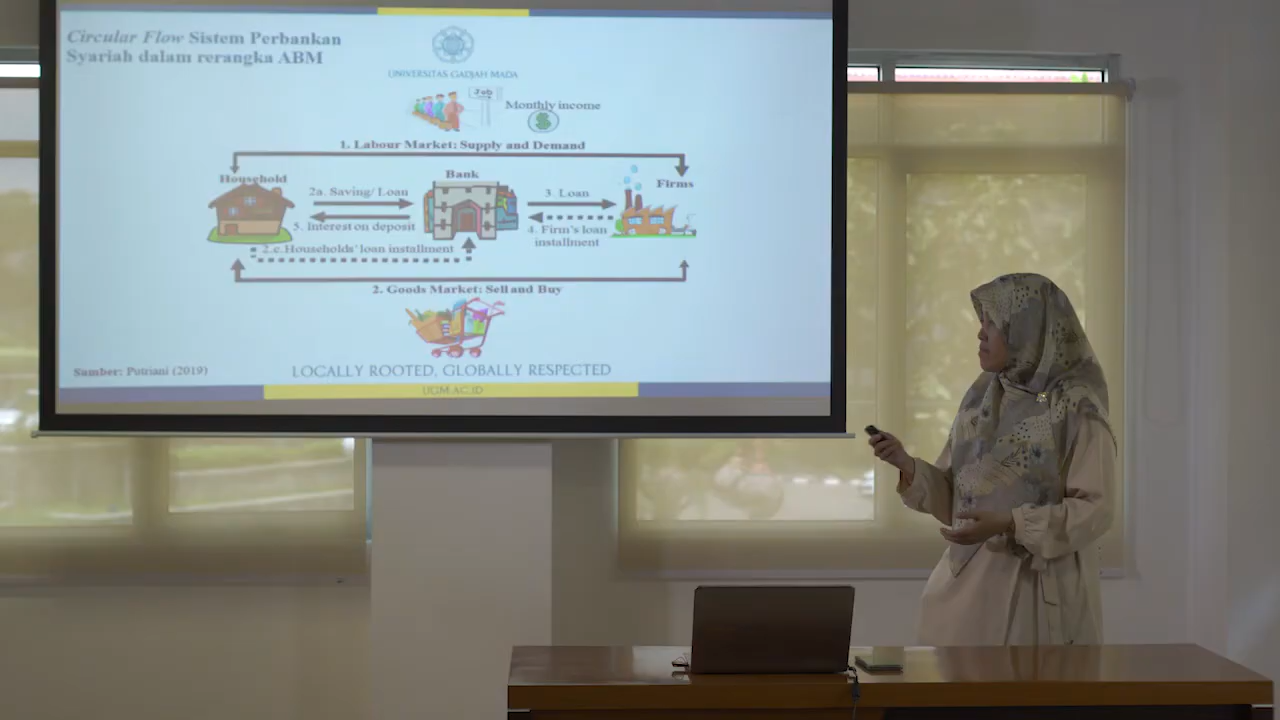 Circular Flow Sistem Perbankan
Syariah dalam rerangka ABM
UNIVERSITAS GADJAH MADA
Job
Monthly income
1. Labour Market: Supply and Demand
Household
Bank
Firms
2a. Saving/ Loan
3. Loan
5. Interest on deposit
4. Firm's loan
installment
2.c.Households' loan installment
2. Goods Market: Sell and Buy
Sumber: Putriani (2019)
LOCALLY ROOTED, GLOBALLY RESPECTED
UGM.AC.ID